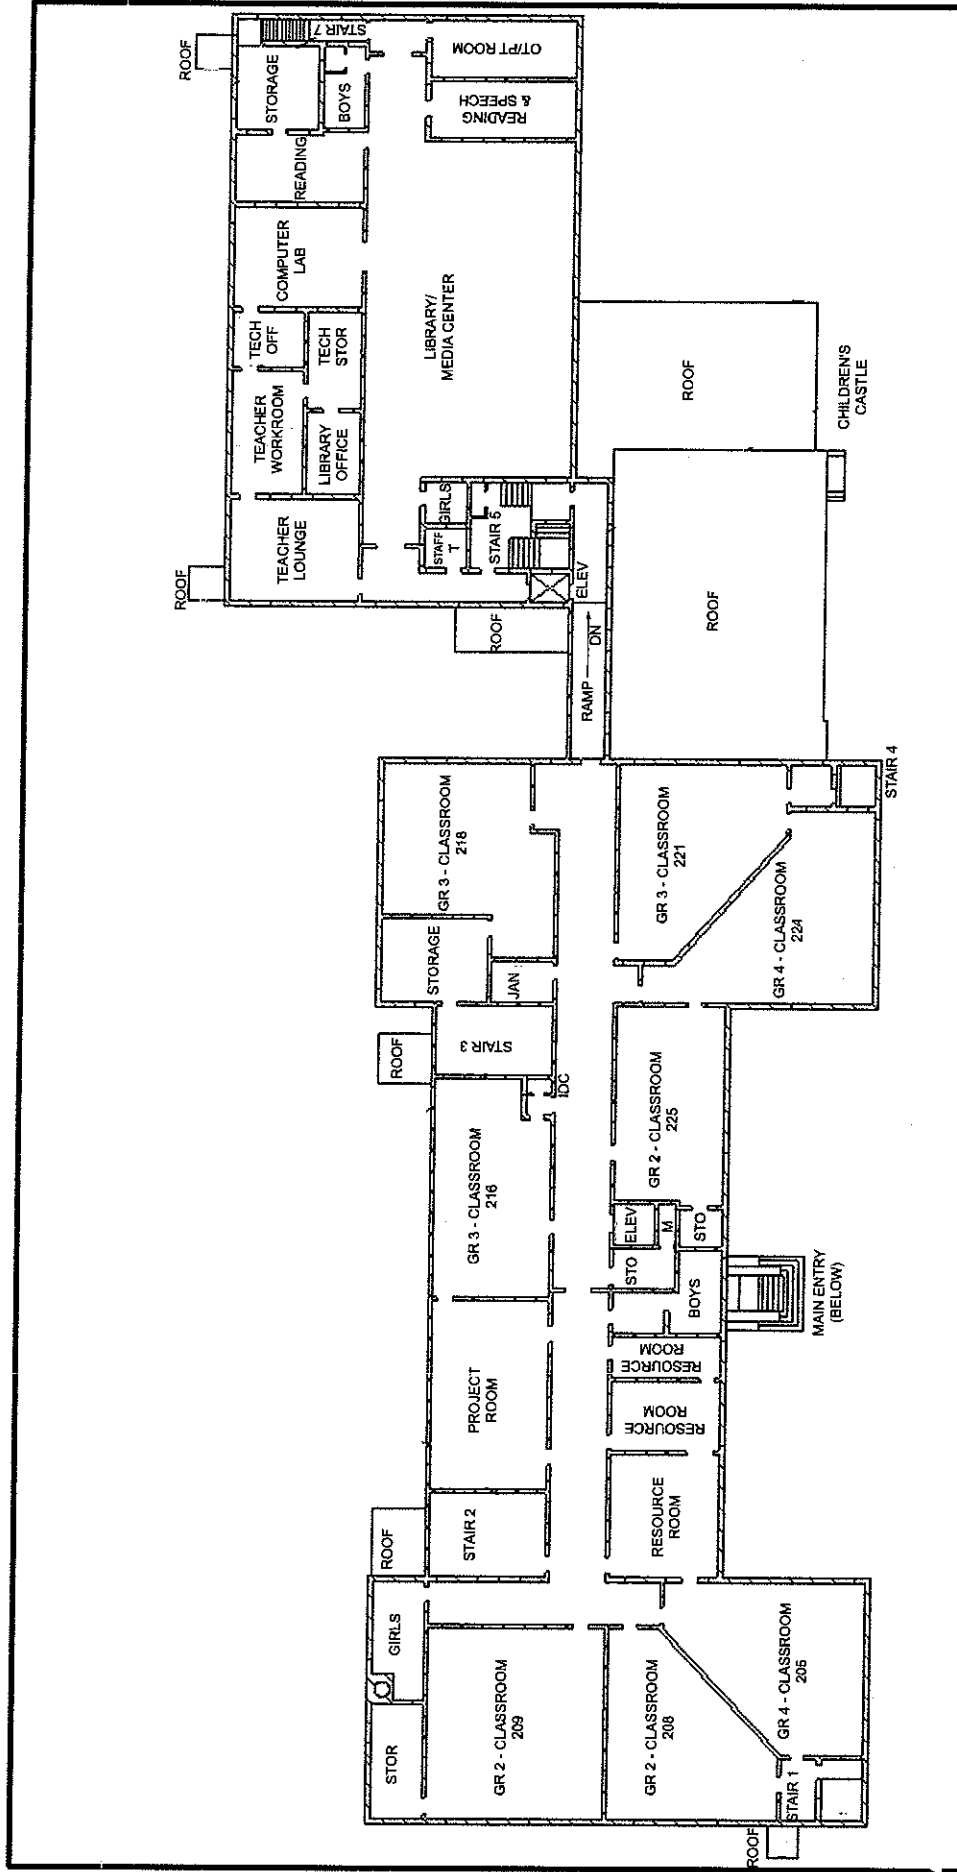 ROOF
STORAGE
STAIR 7
BOYS
READING
OT/PT ROOM
READING
& SPEECH
COMPUTER
LAB
TECH
OFF
TECH
STOR
TEACHER
WORKROOM
LIBRARY
OFFICE
TEACHER
LOUNGE
LIBRARY/
MEDIA CENTER
GIRLS
STAFF
T
STAIR 5
ELEV
ROOF
ROOF
RAMP
DN
ROOF
ROOF
CHILDREN'S
CASTLE
GR 3 - CLASSROOM
218
STORAGE
JAN
STAIR 3
ROOF
IDC
GR 3 - CLASSROOM
221
GR 4 - CLASSROOM
224
STAIR 4
GR 3 - CLASSROOM
216
GR 2 - CLASSROOM
225
ELEV
M
STO
STO
BOYS
MAIN ENTRY
(BELOW)
PROJECT
ROOM
RESOURCE
ROOM
RESOURCE
ROOM
RESOURCE
ROOM
STAIR 2
ROOF
GIRLS
STOR
GR 2 - CLASSROOM
209
GR 2 - CLASSROOM
208
GR 4 - CLASSROOM
205
STAIR 1
ROOF